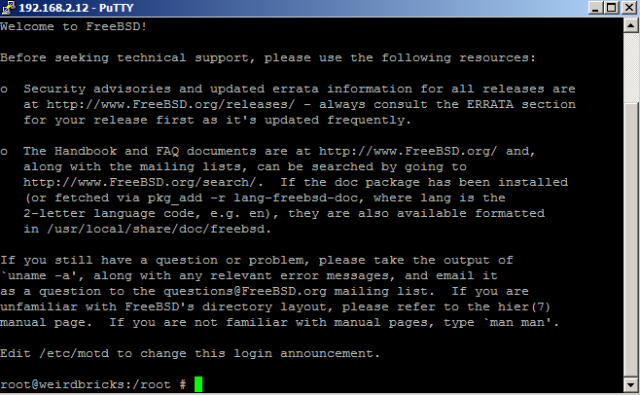 192.168.2.12 - PuTTY
Welcome to FreeBSD!
Before seeking technical support, please use the following resources:
o  Security advisories and updated errata information for all releases are
   at http://www.FreeBSD.org/releases/ - always consult the ERRATA section
   for your release first as it's updated frequently.
o  The Handbook and FAQ documents are at http://www.FreeBSD.org/ and,
   along with the mailing lists, can be searched by going to
   http://www.FreeBSD.org/search/.  If the doc package has been installed
   (or fetched via pkg_add -r lang-freebsd-doc, where lang is the
   2-letter language code, e.g. en), they are also available formatted
   in /usr/local/share/doc/freebsd.
If you still have a question or problem, please take the output of
`uname -a', along with any relevant error messages, and email it
as a question to the questions@FreeBSD.org mailing list.  If you are
unfamiliar with FreeBSD's directory layout, please refer to the hier(7)
manual page.  If you are not familiar with manual pages, type `man man'.
Edit /etc/motd to change this login announcement.
root@weirdbricks:/root #